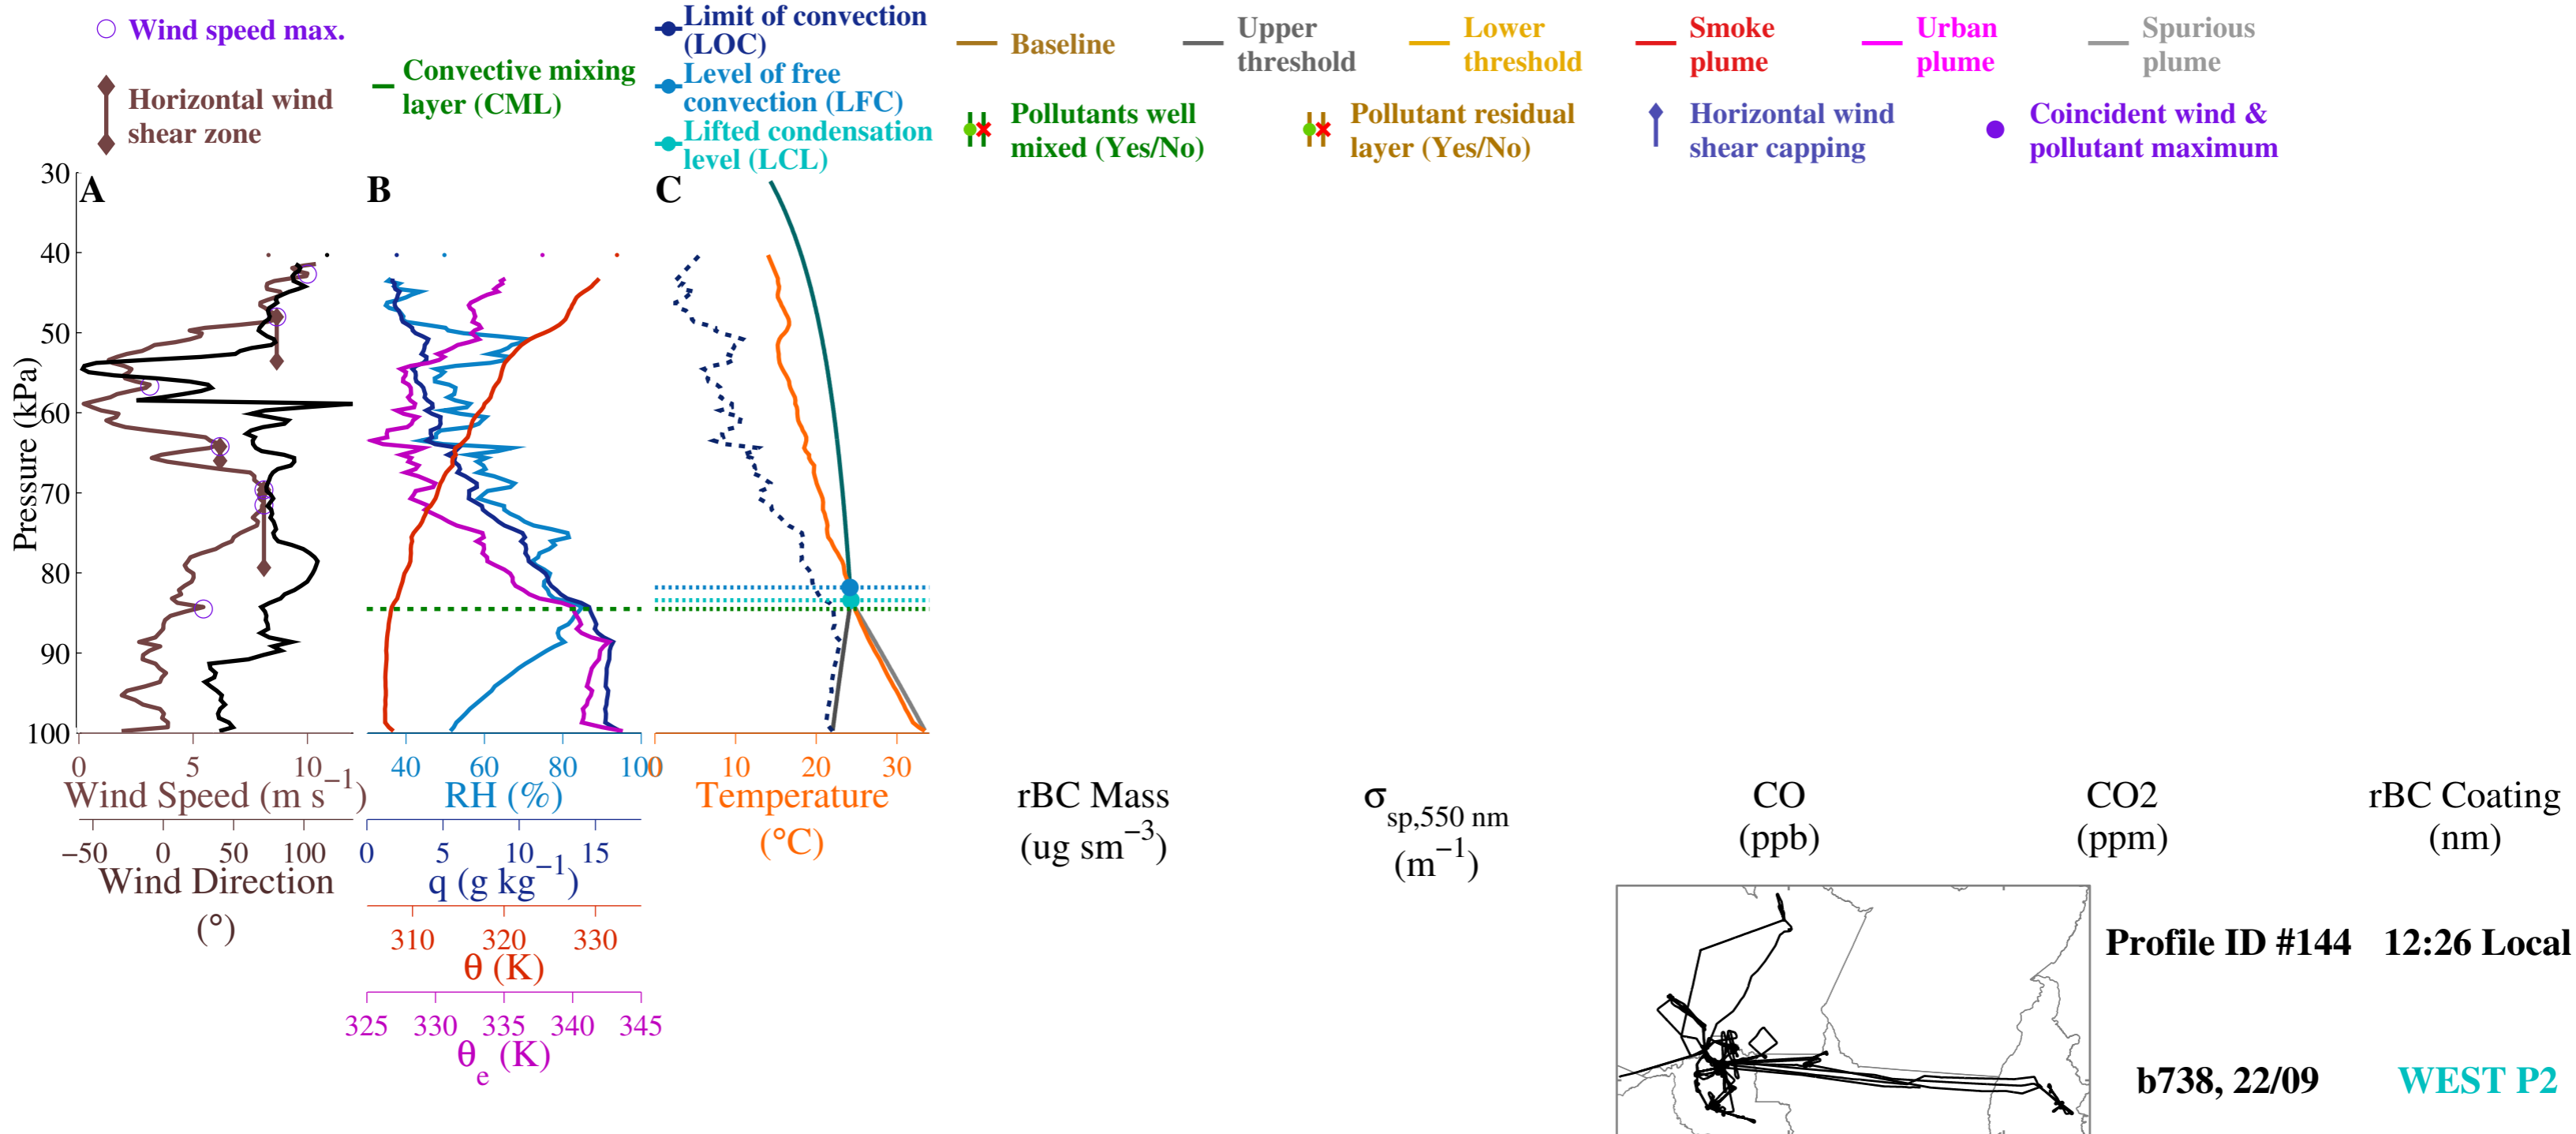 Wind speed max.
Horizontal wind
shear zone
Convective mixing
layer (CML)
Limit of convection
(LOC)
Level of free
convection (LFC)
Lifted condensation
level (LCL)
Baseline
Upper
threshold
Lower
threshold
Smoke
plume
Urban
plume
Spurious
plume
Pollutants well
mixed (Yes/No)
Pollutant residual
layer (Yes/No)
Horizontal wind
shear capping
Coincident wind &
pollutant maximum
A
B
C
30
40
50
60
70
80
90
100
Pressure (kPa)
0 5 10
Wind Speed (m s−1)
−50 0 50 100
Wind Direction
(°)
40 60 80 100
RH (%)
0 5 10 15
q (g kg−1)
310 320 330
θ (K)
325 330 335 340 345
θe (K)
0 10 20 30
Temperature
(°C)
rBC Mass
(ug sm−3)
σsp,550 nm
(m−1)
CO
(ppb)
CO2
(ppm)
rBC Coating
(nm)
Profile ID #144 12:26 Local
b738, 22/09 WEST P2